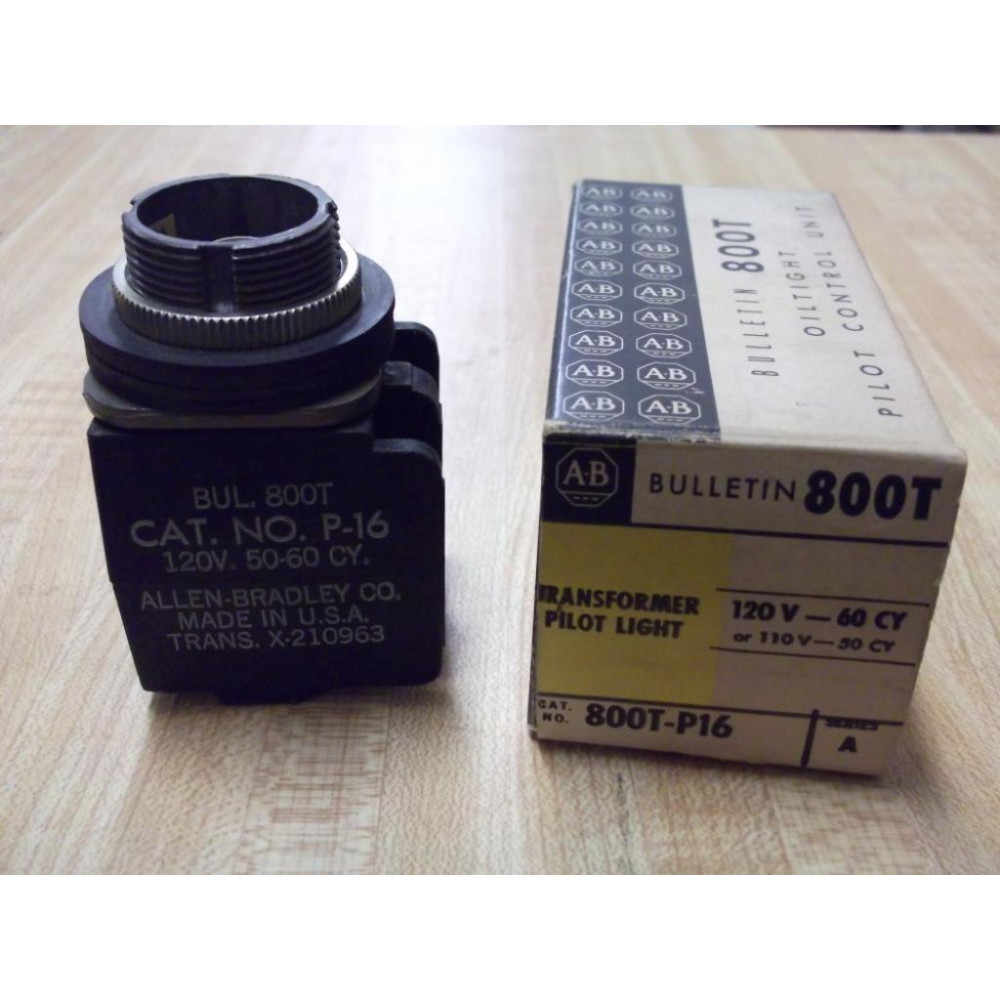 BUL. 800T
CAT. NO. P-16
120V. 50-60 CY.
ALLEN-BRADLEY CO.
MADE IN U.S.A.
TRANS. X-210963
A-B A-B
A-B A-B
A-B A-B
A-B A-B
A-B A-B
A-B A-B
A-B A-B
A-B A-B
A-B A-B
A-B A-B
BULLETIN 800T
OILTIGHT
PILOT CONTROL UNIT
A-B
BULLETIN 800T
TRANSFORMER
PILOT LIGHT
120 V — 60 CY
or 110 V — 50 CY
CAT.
NO. 800T-P16
SERIES
A